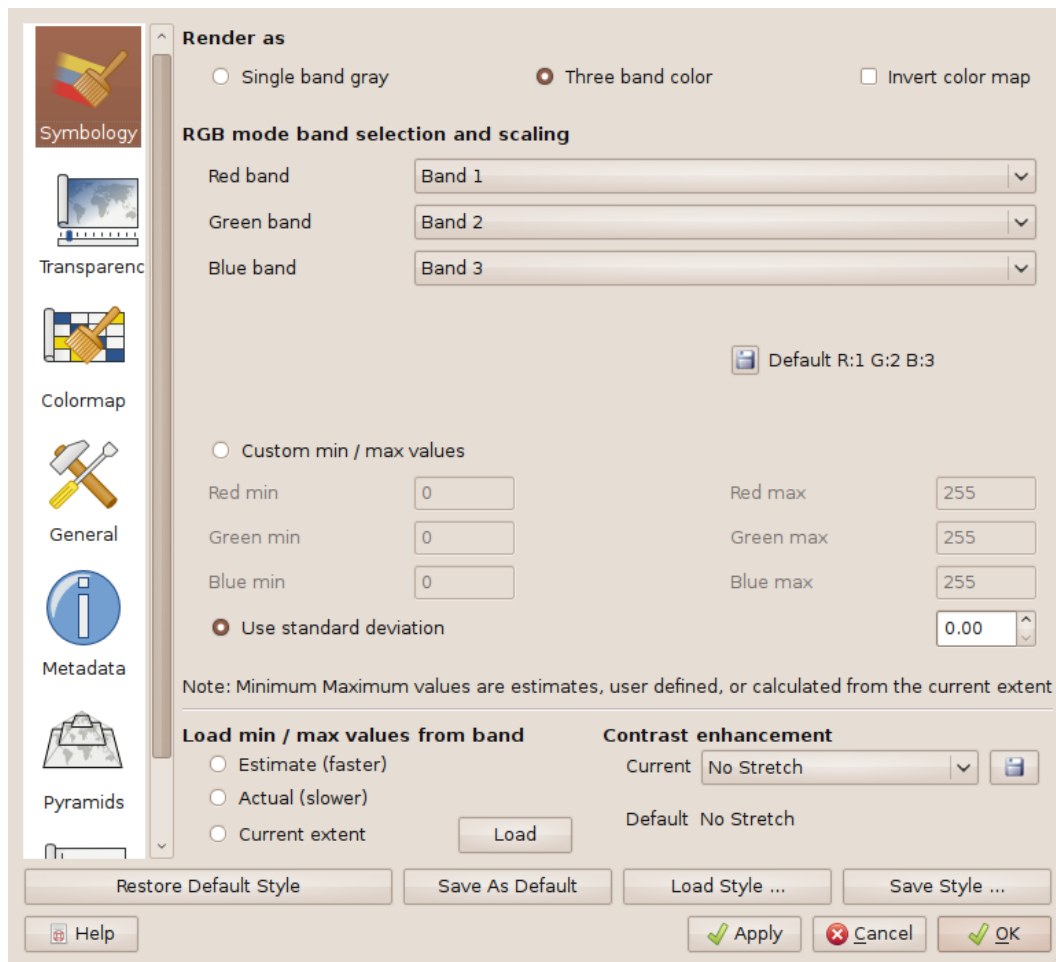 Symbology
Transparenc
Colormap
General
Metadata
Pyramids
Render as
Single band gray Three band color Invert color map
RGB mode band selection and scaling
Red band Band 1
Green band Band 2
Blue band Band 3
Default R:1 G:2 B:3
Custom min / max values
Red min 0 Red max 255
Green min 0 Green max 255
Blue min 0 Blue max 255
Use standard deviation 0.00
Note: Minimum Maximum values are estimates, user defined, or calculated from the current extent
Load min / max values from band
Estimate (faster)
Actual (slower)
Current extent Load
Contrast enhancement
Current No Stretch
Default No Stretch
Restore Default Style Save As Default Load Style ... Save Style ...
Help Apply Cancel OK